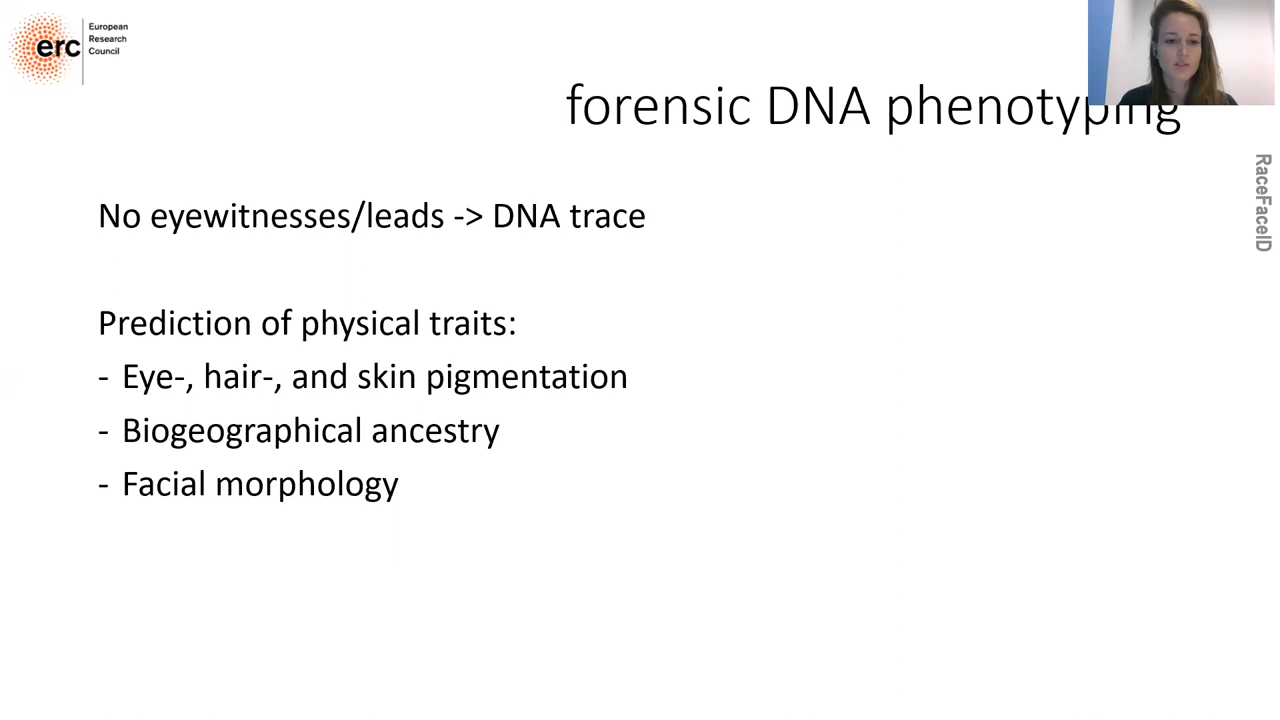 erc
European
Research
Council
forensic DNA phenotyping
RaceFaceID
No eyewitnesses/leads -> DNA trace
Prediction of physical traits:
- Eye-, hair-, and skin pigmentation
- Biogeographical ancestry
- Facial morphology